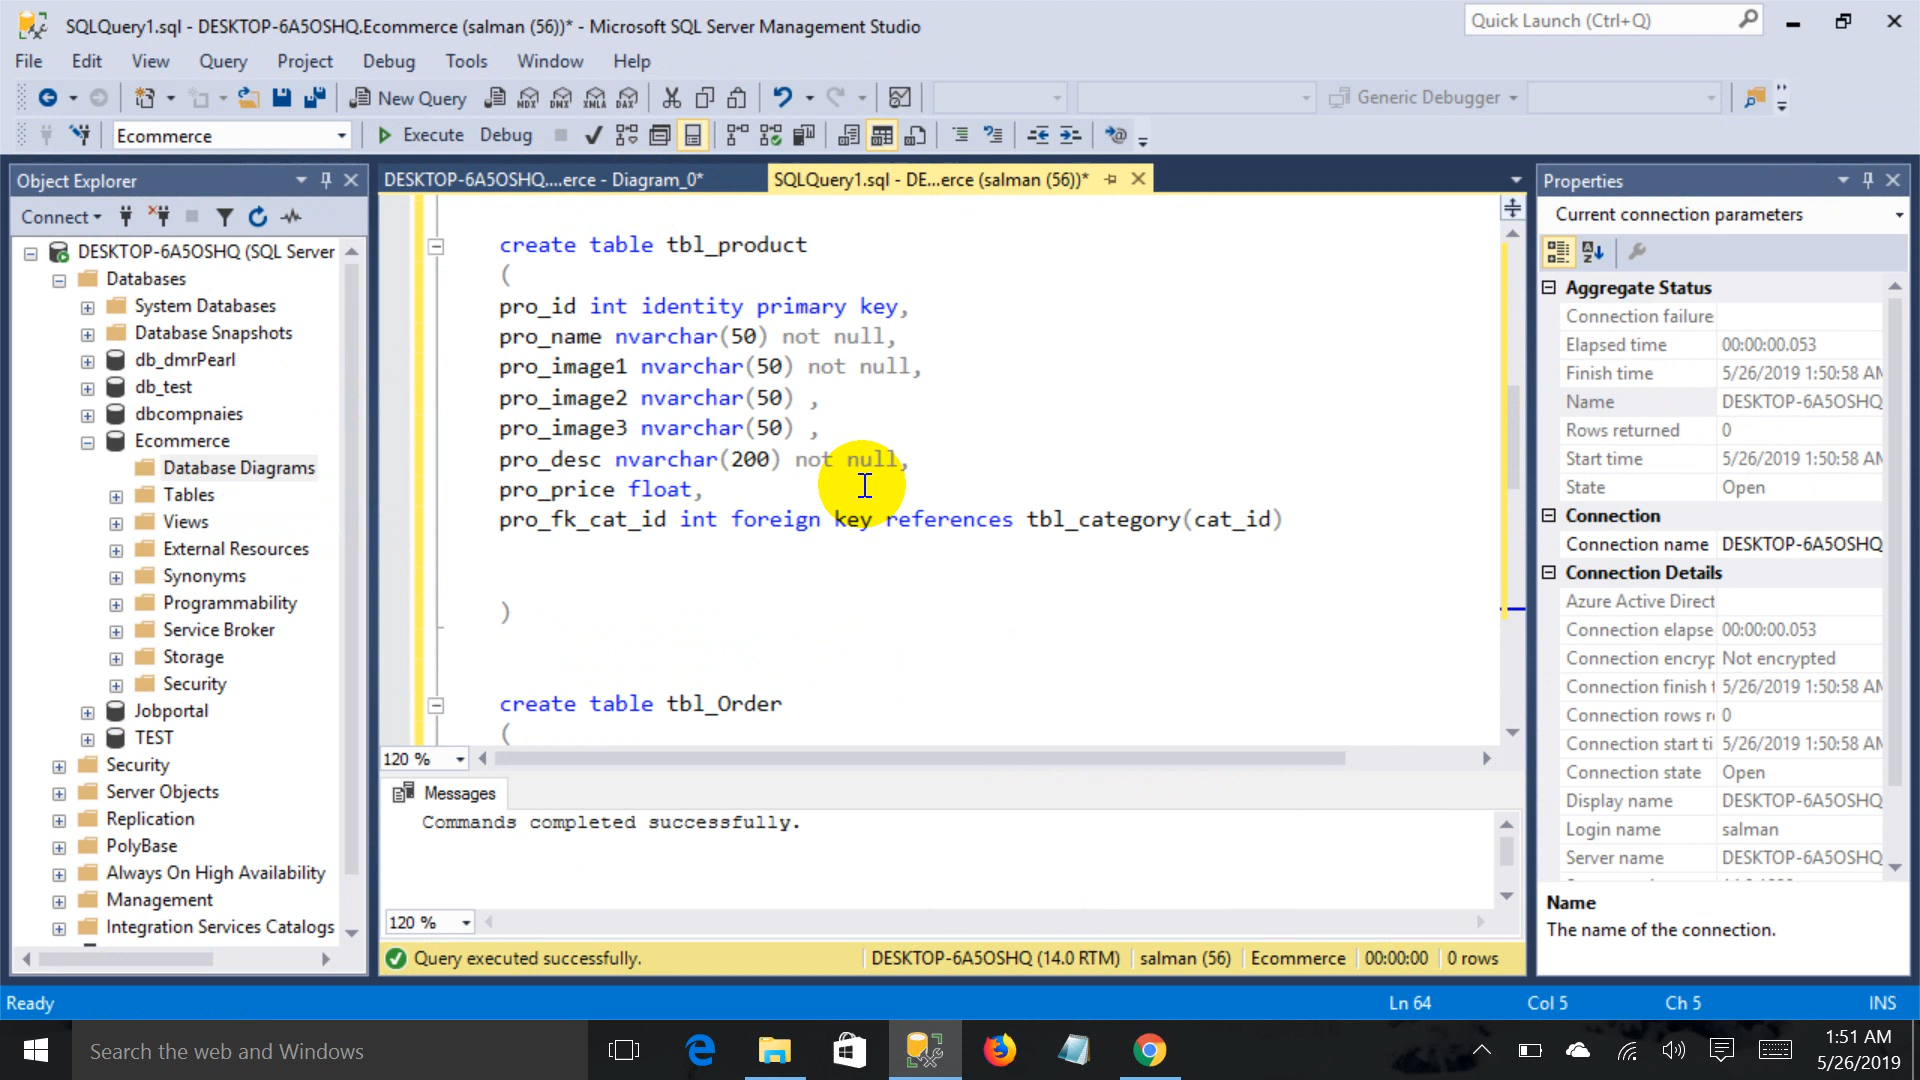 SQLQuery1.sql - DESKTOP-6A5OSHQ.Ecommerce (salman (56))* - Microsoft SQL Server Management Studio
Quick Launch (Ctrl+Q)
File Edit View Query Project Debug Tools Window Help
New Query
MDX DMX XMLA DAX
Generic Debugger
Ecommerce
Execute Debug
Object Explorer
Connect
DESKTOP-6A5OSHQ (SQL Server
Databases
System Databases
Database Snapshots
db_dmrPearl
db_test
dbcompnaies
Ecommerce
Database Diagrams
Tables
Views
External Resources
Synonyms
Programmability
Service Broker
Storage
Security
Jobportal
TEST
Security
Server Objects
Replication
PolyBase
Always On High Availability
Management
Integration Services Catalogs
DESKTOP-6A5OSHQ....erce - Diagram_0*
SQLQuery1.sql - DE...erce (salman (56))*
create table tbl_product
(
pro_id int identity primary key,
pro_name nvarchar(50) not null,
pro_image1 nvarchar(50) not null,
pro_image2 nvarchar(50) ,
pro_image3 nvarchar(50) ,
pro_desc nvarchar(200) not null,
pro_price float,
pro_fk_cat_id int foreign key references tbl_category(cat_id)
)
create table tbl_Order
(
120 %
Messages
Commands completed successfully.
120 %
Query executed successfully.
DESKTOP-6A5OSHQ (14.0 RTM) salman (56) Ecommerce 00:00:00 0 rows
Properties
Current connection parameters
Aggregate Status
Connection failure
Elapsed time 00:00:00.053
Finish time 5/26/2019 1:50:58 AM
Name DESKTOP-6A5OSHQ
Rows returned 0
Start time 5/26/2019 1:50:58 AM
State Open
Connection
Connection name DESKTOP-6A5OSHQ
Connection Details
Azure Active Direct
Connection elapse 00:00:00.053
Connection encryp Not encrypted
Connection finish t 5/26/2019 1:50:58 AM
Connection rows r 0
Connection start ti 5/26/2019 1:50:58 AM
Connection state Open
Display name DESKTOP-6A5OSHQ
Login name salman
Server name DESKTOP-6A5OSHQ
Name
The name of the connection.
Ready
Ln 64 Col 5 Ch 5 INS
Search the web and Windows
1:51 AM
5/26/2019